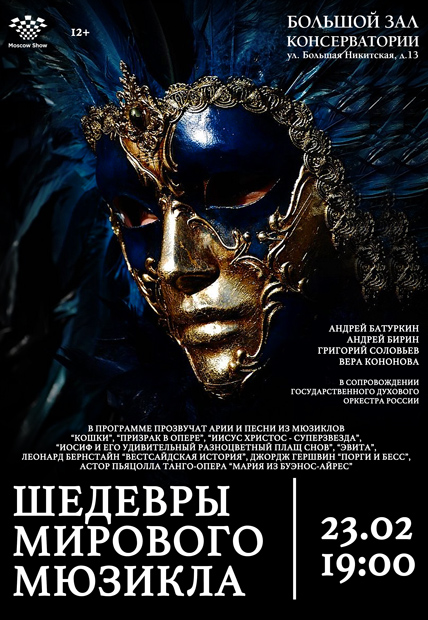 Moscow Show
12+
БОЛЬШОЙ ЗАЛ
КОНСЕРВАТОРИИ
ул. Большая Никитская, д.13
АНДРЕЙ БАТУРКИН
АНДРЕЙ БИРИН
ГРИГОРИЙ СОЛОВЬЕВ
ВЕРА КОНОНОВА
В СОПРОВОЖДЕНИИ
ГОСУДАРСТВЕННОГО ДУХОВОГО
ОРКЕСТРА РОССИИ
В ПРОГРАММЕ ПРОЗВУЧАТ АРИИ И ПЕСНИ ИЗ МЮЗИКЛОВ
"КОШКИ", "ПРИЗРАК В ОПЕРЕ", "ИИСУС ХРИСТОС - СУПЕРЗВЕЗДА",
"ИОСИФ И ЕГО УДИВИТЕЛЬНЫЙ РАЗНОЦВЕТНЫЙ ПЛАЩ СНОВ", "ЭВИТА",
ЛЕОНАРД БЕРНСТАЙН "ВЕСТСАЙДСКАЯ ИСТОРИЯ", ДЖОРДЖ ГЕРШВИН "ПОРГИ И БЕСС",
АСТОР ПЬЯЦОЛЛА ТАНГО-ОПЕРА "МАРИЯ ИЗ БУЭНОС-АЙРЕС"
ШЕДЕВРЫ
МИРОВОГО
МЮЗИКЛА
23.02
19:00